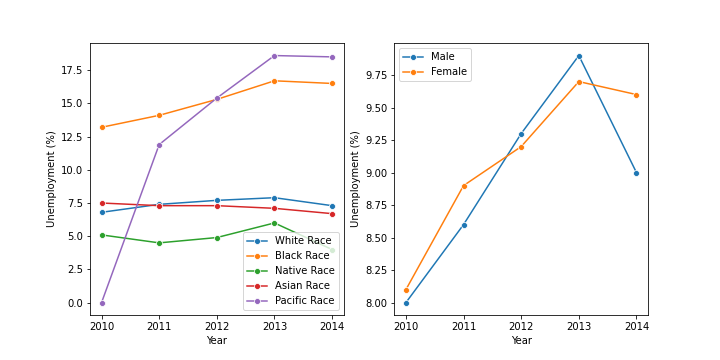 17.5
15.0
12.5
10.0
7.5
5.0
2.5
0.0
Unemployment (%)
2010 2011 2012 2013 2014
Year
White Race
Black Race
Native Race
Asian Race
Pacific Race
Male
Female
9.75
9.50
9.25
9.00
8.75
8.50
8.25
8.00
Unemployment (%)
2010 2011 2012 2013 2014
Year